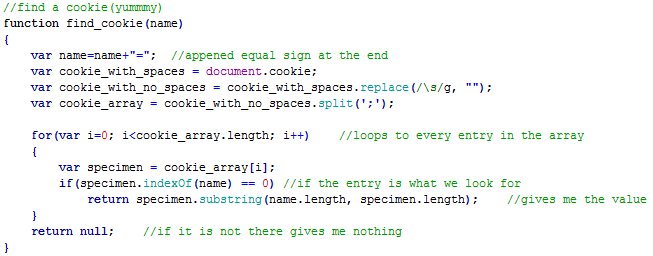 //find a cookie(yummmy)
function find_cookie(name)
{
    var name=name+"=";  //appened equal sign at the end
    var cookie_with_spaces = document.cookie;
    var cookie_with_no_spaces = cookie_with_spaces.replace(/\s/g, "");
    var cookie_array = cookie_with_no_spaces.split(';');

    for(var i=0; i<cookie_array.length; i++)    //loops to every entry in the array
    {
        var specimen = cookie_array[i];
        if(specimen.indexOf(name) == 0) //if the entry is what we look for
            return specimen.substring(name.length, specimen.length);    //gives me the value
    }
    return null;    //if it is not there gives me nothing
}